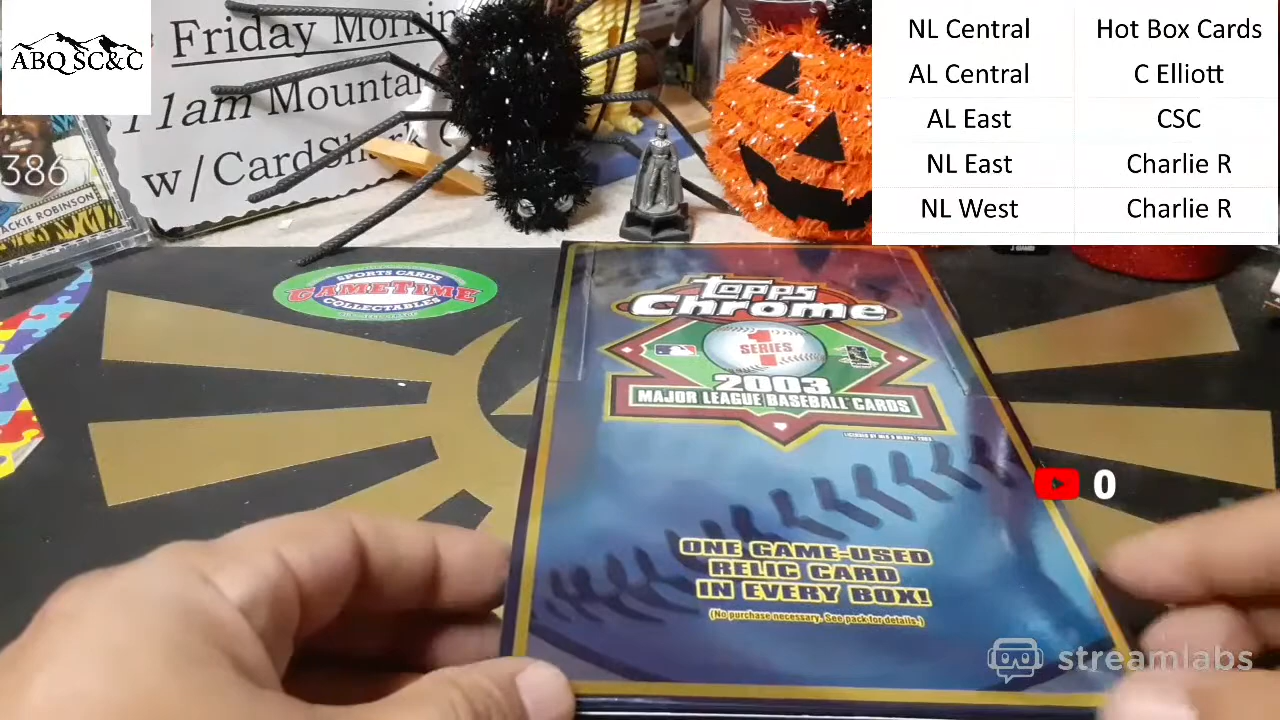 ABQ SC&C
Friday Mornin
11am Mountai
w/CardShark
386
JACKIE ROBINSON
NL Central Hot Box Cards
AL Central C Elliott
AL East CSC
NL East Charlie R
NL West Charlie R
SPORTS CARDS
GAMETIME
COLLECTABLES
Topps
Chrome
SERIES
1
2003
MAJOR LEAGUE BASEBALL CARDS
0
ONE GAME-USED
RELIC CARD
IN EVERY BOX!
(No purchase necessary. See pack for details.)
streamlabs